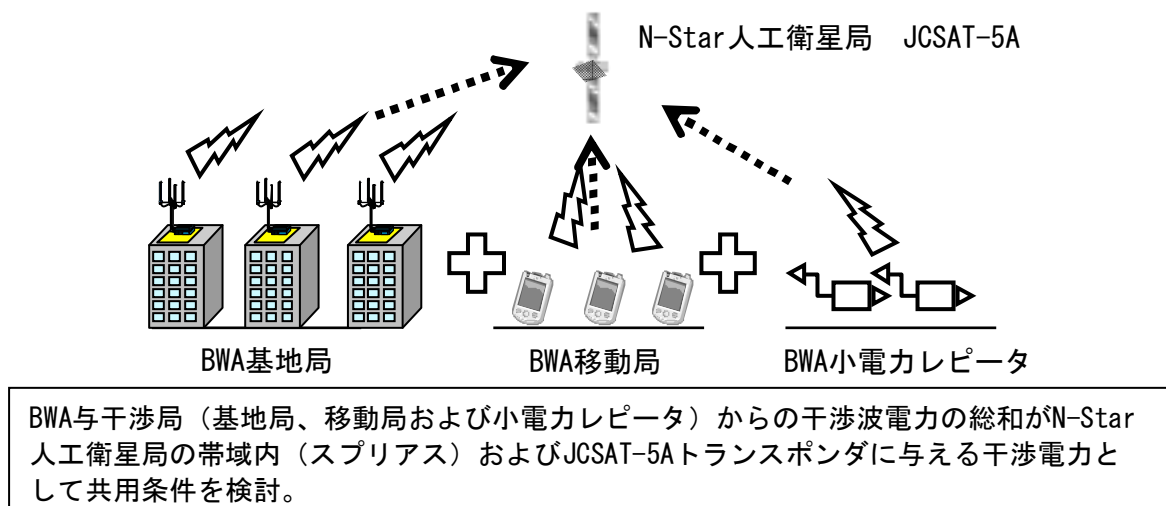 N-Star人工衛星局　JCSAT-5A
BWA基地局
BWA移動局
BWA小電力レピータ
BWA与干渉局（基地局、移動局および小電力レピータ）からの干渉波電力の総和がN-Star
人工衛星局の帯域内（スプリアス）およびJCSAT-5Aトランスポンダに与える干渉電力と
して共用条件を検討。